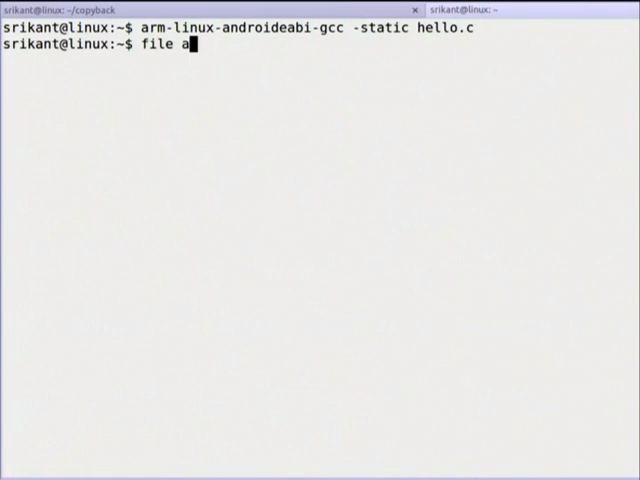 srikant@linux: ~/copyback × srikant@linux: ~
srikant@linux:~$ arm-linux-androideabi-gcc -static hello.c
srikant@linux:~$ file a